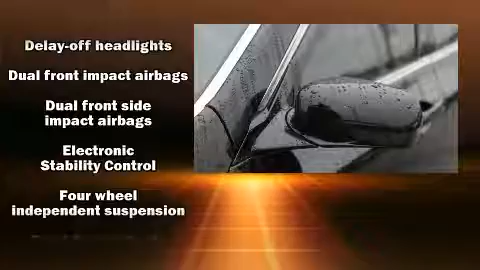 Delay-off headlights
Dual front impact airbags
Dual front side
impact airbags
Electronic
Stability Control
Four wheel
independent suspension